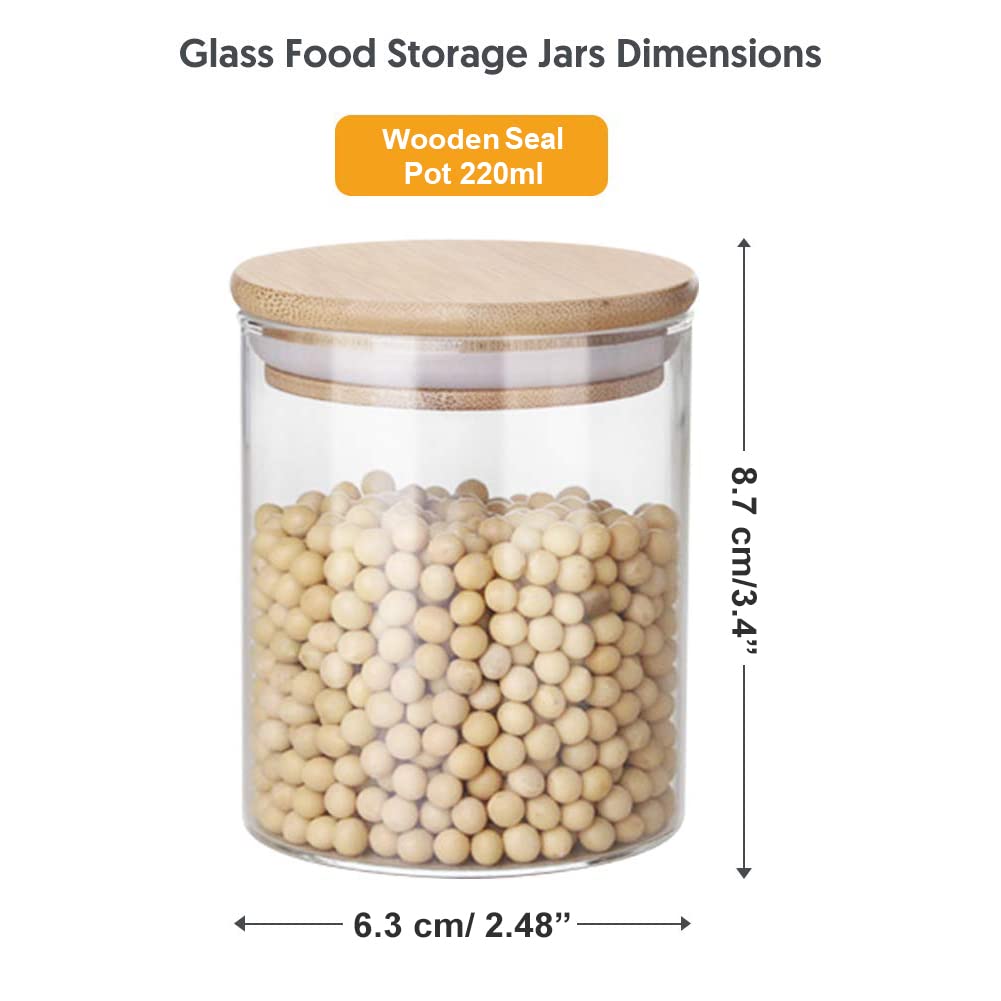 Glass Food Storage Jars Dimensions
Wooden Seal
Pot 220ml
8.7 cm/3.4”
6.3 cm/ 2.48”